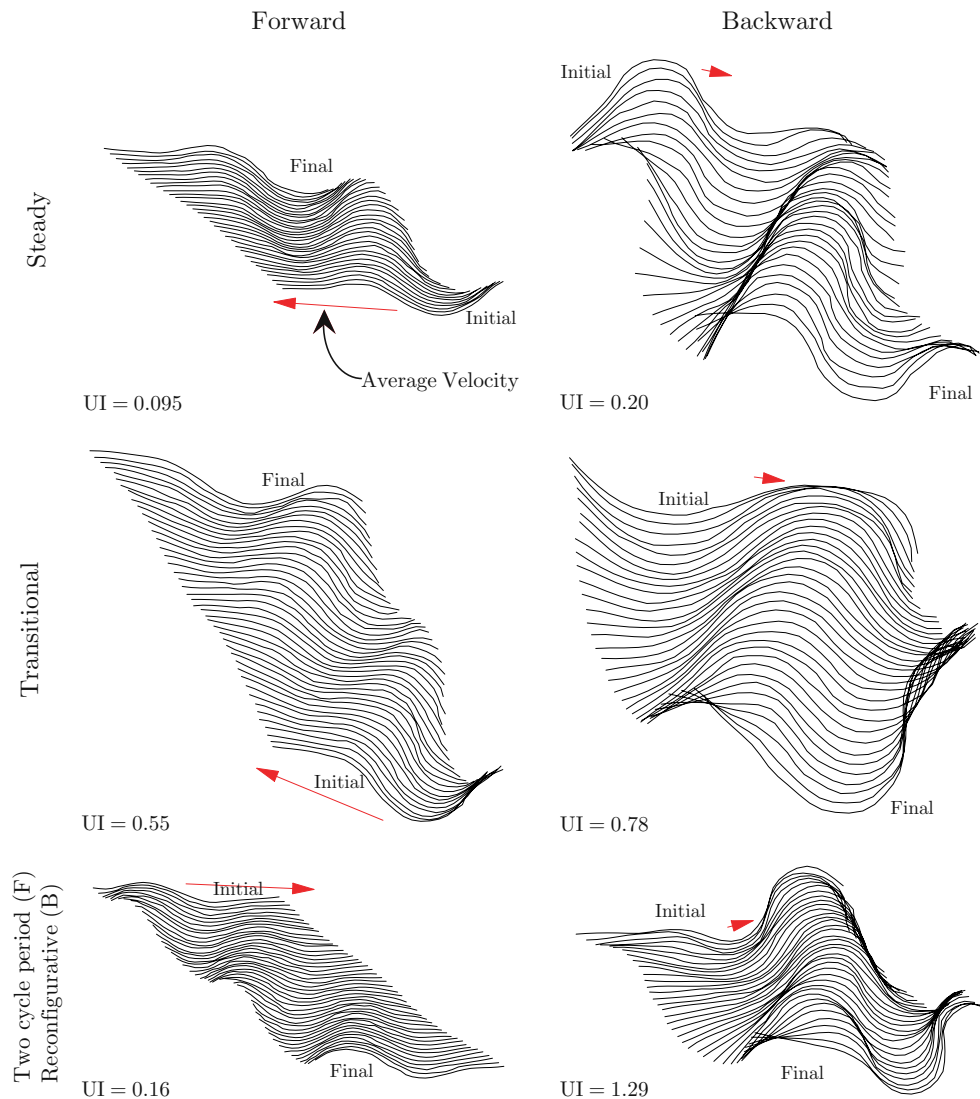 Forward
Backward
Steady
Initial
Final
Initial
Average Velocity
UI = 0.095
Final
UI = 0.20
Transitional
Final
Initial
UI = 0.55
Initial
Final
UI = 0.78
Two cycle period (F)
Reconfigurative (B)
Initial
Final
UI = 0.16
Initial
Final
UI = 1.29